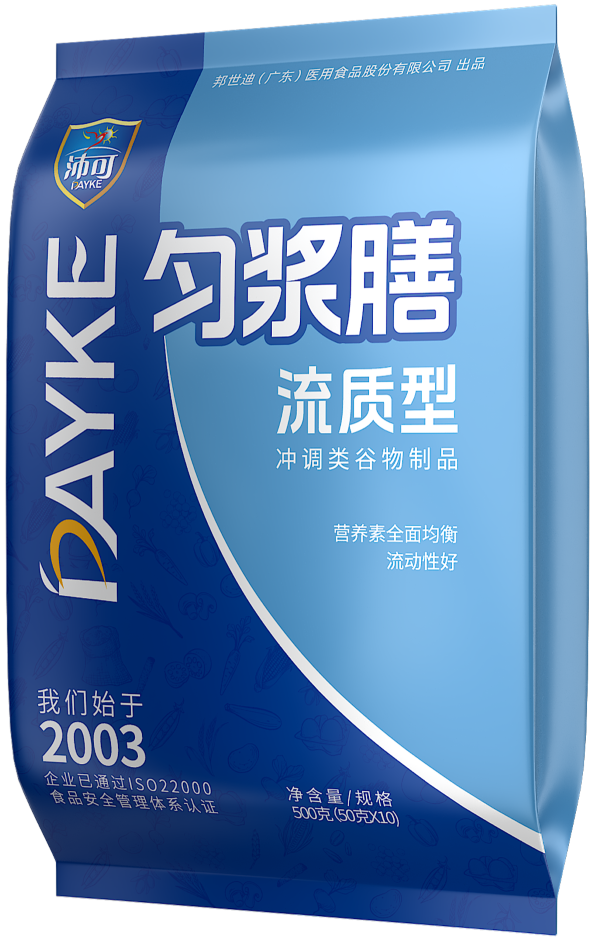 邦世迪（广东）医用食品股份有限公司 出品
沛可
PAYKE
PAYKE
匀浆膳
流质型
冲调类谷物制品
营养素全面均衡
流动性好
我们始于
2003
企业已通过ISO22000
食品安全管理体系认证
净含量/规格
500克(50克X10)